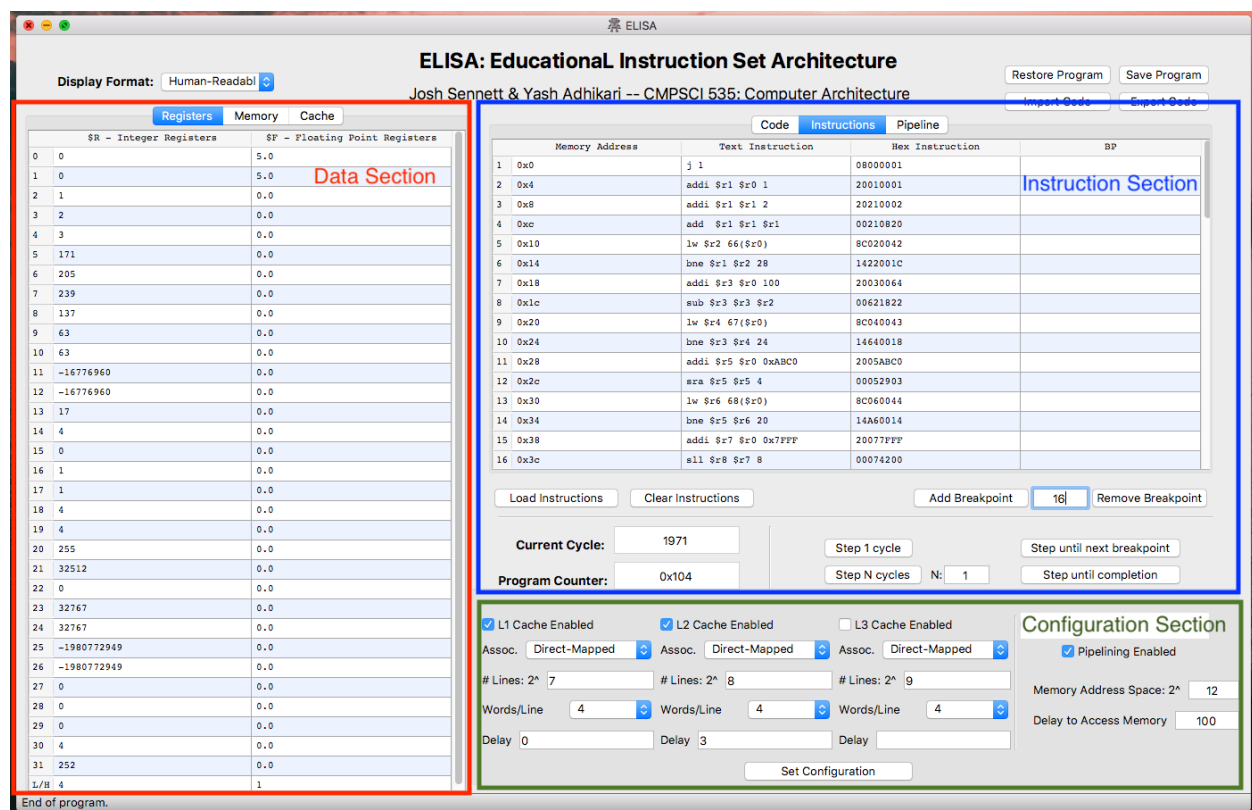 ELISA
ELISA: EducationaL Instruction Set Architecture
Josh Sennett & Yash Adhikari -- CMPSCI 535: Computer Architecture
Display Format: Human-Readabl
Restore Program Save Program
Import Code Export Code
Registers Memory Cache
$R - Integer Registers $F - Floating Point Registers
0 0 5.0
1 0 5.0
Data Section
2 1 0.0
3 2 0.0
4 3 0.0
5 171 0.0
6 205 0.0
7 239 0.0
8 137 0.0
9 63 0.0
10 63 0.0
11 -16776960 0.0
12 -16776960 0.0
13 17 0.0
14 4 0.0
15 0 0.0
16 1 0.0
17 1 0.0
18 4 0.0
19 4 0.0
20 255 0.0
21 32512 0.0
22 0 0.0
23 32767 0.0
24 32767 0.0
25 -1980772949 0.0
26 -1980772949 0.0
27 0 0.0
28 0 0.0
29 0 0.0
30 4 0.0
31 252 0.0
L/H 4 1
Code Instructions Pipeline
Memory Address Text Instruction Hex Instruction BP
1 0x0 j 1 08000001
2 0x4 addi $r1 $r0 1 20010001
Instruction Section
3 0x8 addi $r1 $r1 2 20210002
4 0xc add $r1 $r1 $r1 00210820
5 0x10 lw $r2 66($r0) 8C020042
6 0x14 bne $r1 $r2 28 1422001C
7 0x18 addi $r3 $r0 100 20030064
8 0x1c sub $r3 $r3 $r2 00621822
9 0x20 lw $r4 67($r0) 8C040043
10 0x24 bne $r3 $r4 24 14640018
11 0x28 addi $r5 $r0 0xABC0 2005ABC0
12 0x2c sra $r5 $r5 4 00052903
13 0x30 lw $r6 68($r0) 8C060044
14 0x34 bne $r5 $r6 20 14A60014
15 0x38 addi $r7 $r0 0x7FFF 20077FFF
16 0x3c sll $r8 $r7 8 00074200
Load Instructions Clear Instructions Add Breakpoint 16 Remove Breakpoint
Current Cycle: 1971 Step 1 cycle Step until next breakpoint
Program Counter: 0x104 Step N cycles N: 1 Step until completion
L1 Cache Enabled L2 Cache Enabled L3 Cache Enabled Configuration Section
Assoc. Direct-Mapped Assoc. Direct-Mapped Assoc. Direct-Mapped Pipelining Enabled
# Lines: 2^ 7 # Lines: 2^ 8 # Lines: 2^ 9 Memory Address Space: 2^ 12
Words/Line 4 Words/Line 4 Words/Line 4 Delay to Access Memory 100
Delay 0 Delay 3 Delay
Set Configuration
End of program.